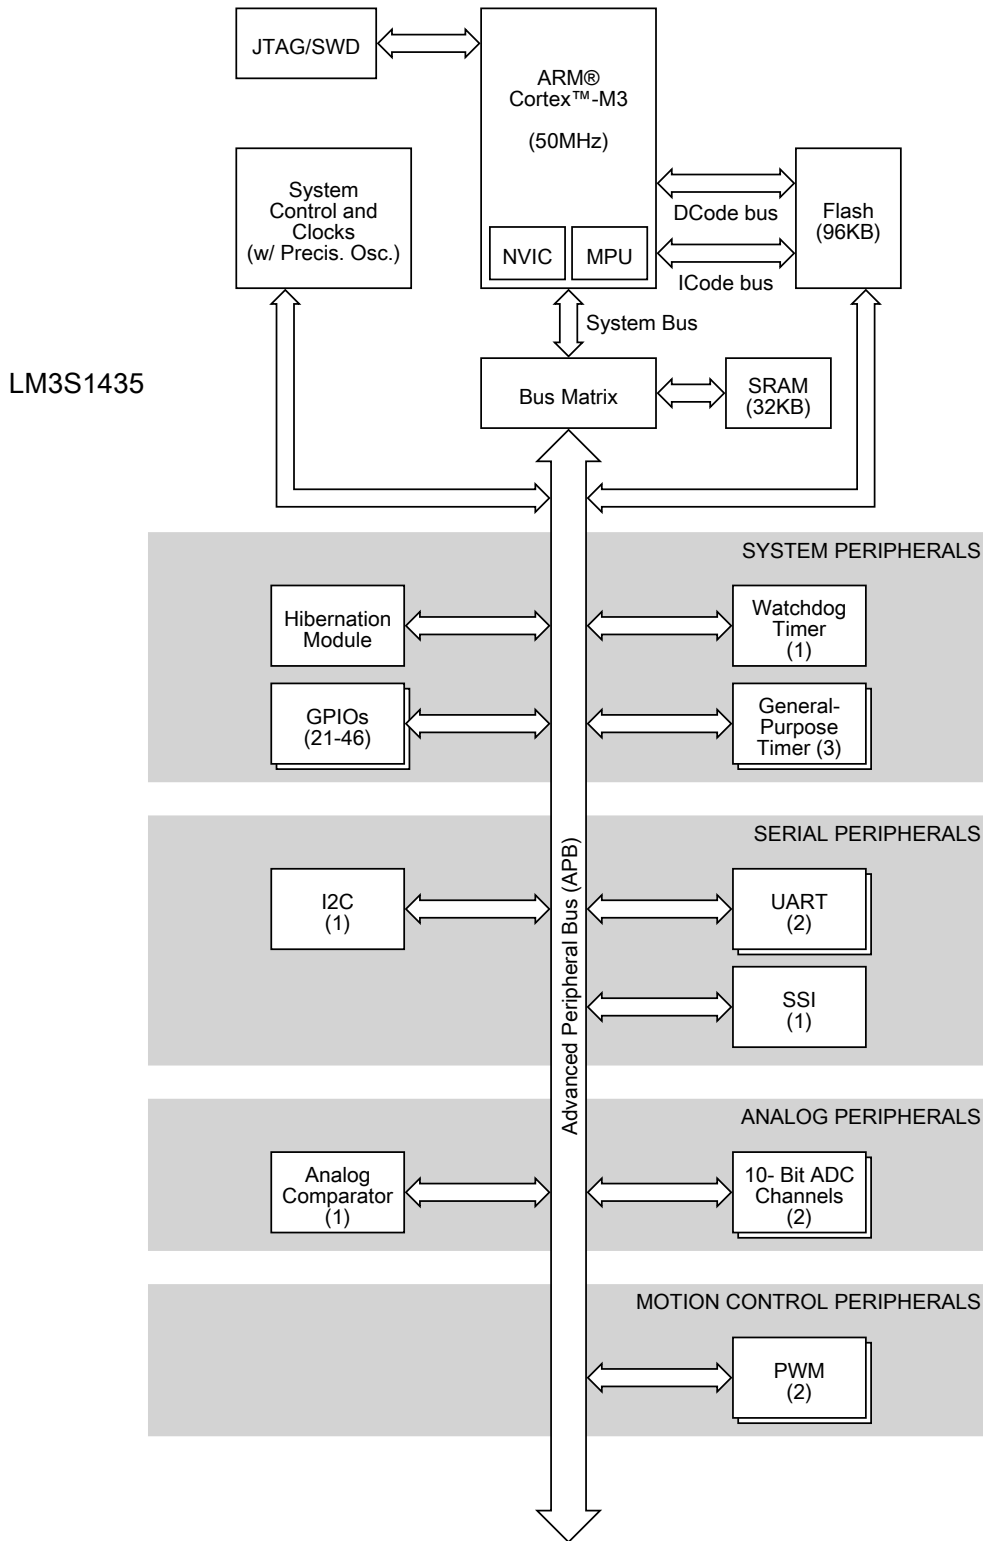 JTAG/SWD
ARM®
Cortex™-M3
(50MHz)
NVIC
MPU
System
Control and
Clocks
(w/ Precis. Osc.)
DCode bus
ICode bus
Flash
(96KB)
System Bus
LM3S1435
Bus Matrix
SRAM
(32KB)
Advanced Peripheral Bus (APB)
SYSTEM PERIPHERALS
Hibernation
Module
Watchdog
Timer
(1)
GPIOs
(21-46)
General-
Purpose
Timer (3)
SERIAL PERIPHERALS
I2C
(1)
UART
(2)
SSI
(1)
ANALOG PERIPHERALS
Analog
Comparator
(1)
10- Bit ADC
Channels
(2)
MOTION CONTROL PERIPHERALS
PWM
(2)